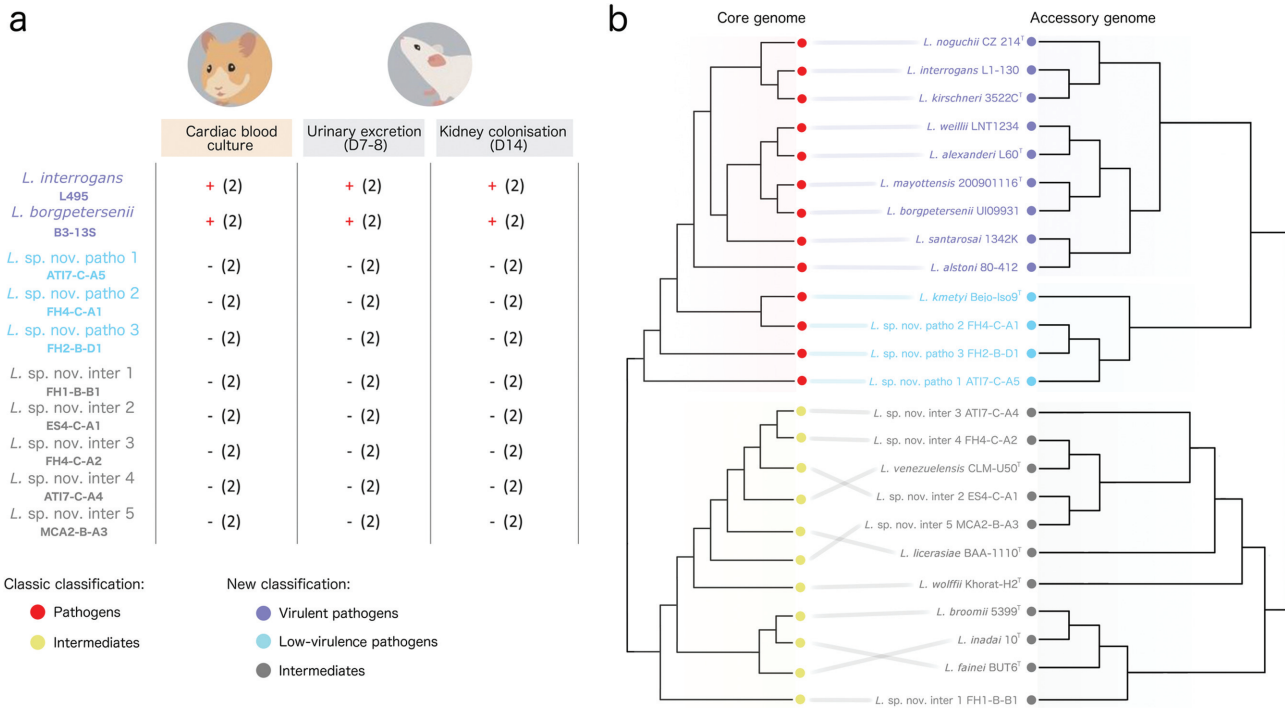 a
Cardiac blood
culture
Urinary excretion
(D7-8)
Kidney colonisation
(D14)
L. interrogans
L495
+ (2)
+ (2)
+ (2)
L. borgpetersenii
B3-13S
+ (2)
+ (2)
+ (2)
L. sp. nov. patho 1
ATI7-C-A5
- (2)
- (2)
- (2)
L. sp. nov. patho 2
FH4-C-A1
- (2)
- (2)
- (2)
L. sp. nov. patho 3
FH2-B-D1
- (2)
- (2)
- (2)
L. sp. nov. inter 1
FH1-B-B1
- (2)
- (2)
- (2)
L. sp. nov. inter 2
ES4-C-A1
- (2)
- (2)
- (2)
L. sp. nov. inter 3
FH4-C-A2
- (2)
- (2)
- (2)
L. sp. nov. inter 4
ATI7-C-A4
- (2)
- (2)
- (2)
L. sp. nov. inter 5
MCA2-B-A3
- (2)
- (2)
- (2)
Classic classification:
Pathogens
Intermediates
New classification:
Virulent pathogens
Low-virulence pathogens
Intermediates
b
Core genome
Accessory genome
L. noguchii CZ 214ᵀ
L. interrogans L1-130
L. kirschneri 3522Cᵀ
L. weillii LNT1234
L. alexanderi L60ᵀ
L. mayottensis 200901116ᵀ
L. borgpetersenii UI09931
L. santarosai 1342K
L. alstoni 80-412
L. kmetyi Bejo-Iso9ᵀ
L. sp. nov. patho 2 FH4-C-A1
L. sp. nov. patho 3 FH2-B-D1
L. sp. nov. patho 1 ATI7-C-A5
L. sp. nov. inter 3 ATI7-C-A4
L. sp. nov. inter 4 FH4-C-A2
L. venezuelensis CLM-U50ᵀ
L. sp. nov. inter 2 ES4-C-A1
L. sp. nov. inter 5 MCA2-B-A3
L. licerasiae BAA-1110ᵀ
L. wolffii Khorat-H2ᵀ
L. broomii 5399ᵀ
L. inadai 10ᵀ
L. fainei BUT6ᵀ
L. sp. nov. inter 1 FH1-B-B1